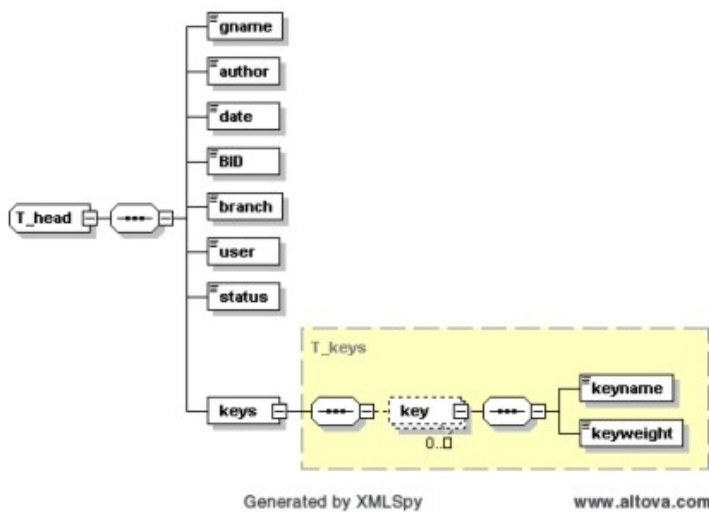 gname
author
date
BID
T_head
branch
user
status
T_keys
keys
key
0..□
keyname
keyweight
Generated by XMLSpy
www.altova.com